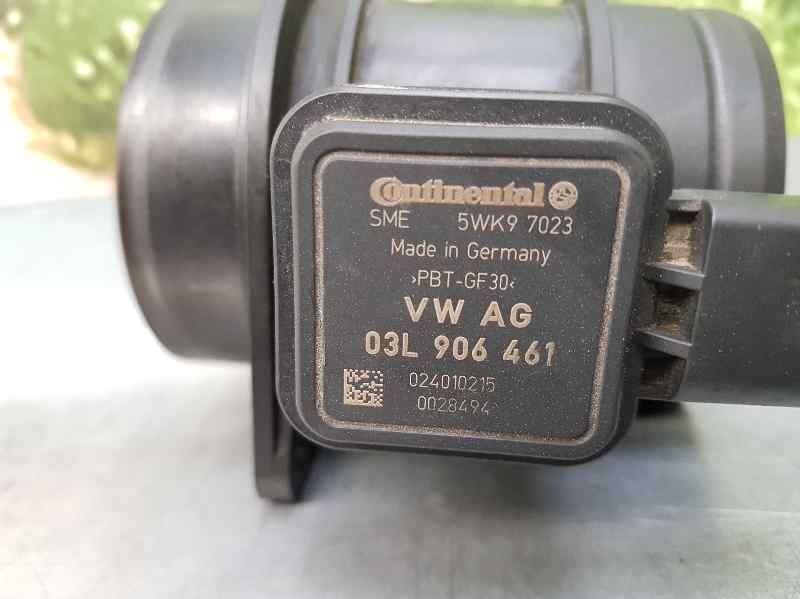 Continental
SME 5WK9 7023
Made in Germany
›PBT-GF30‹
VW AG
03L 906 461
024010215
0028494